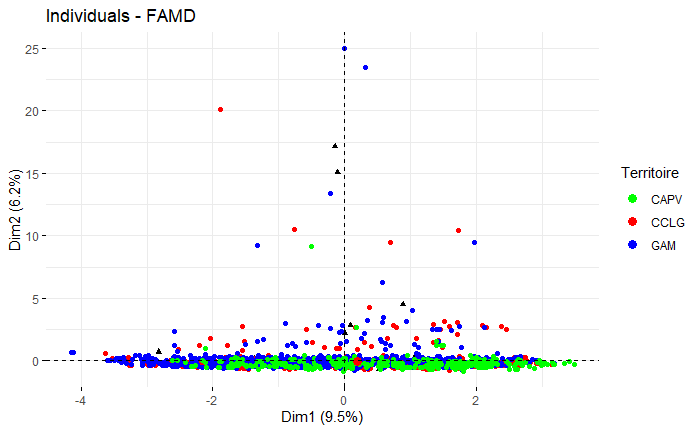 Individuals - FAMD
25
20
15
10
5
0
Dim2 (6.2%)
-4
-2
0
2
Dim1 (9.5%)
Territoire
CAPV
CCLG
GAM